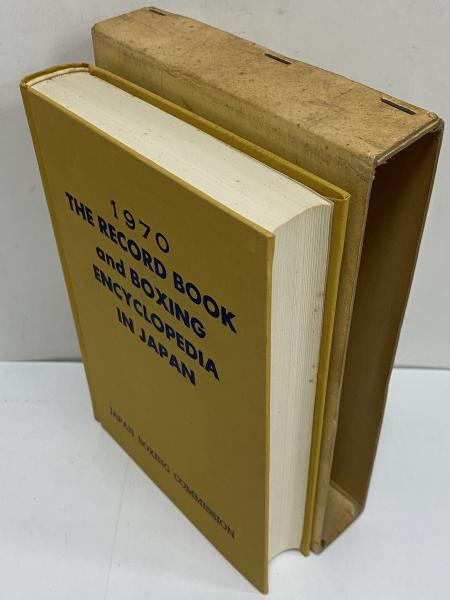 1970
THE RECORD BOOK
and BOXING
ENCYCLOPEDIA
IN JAPAN
JAPAN BOXING COMMISSION